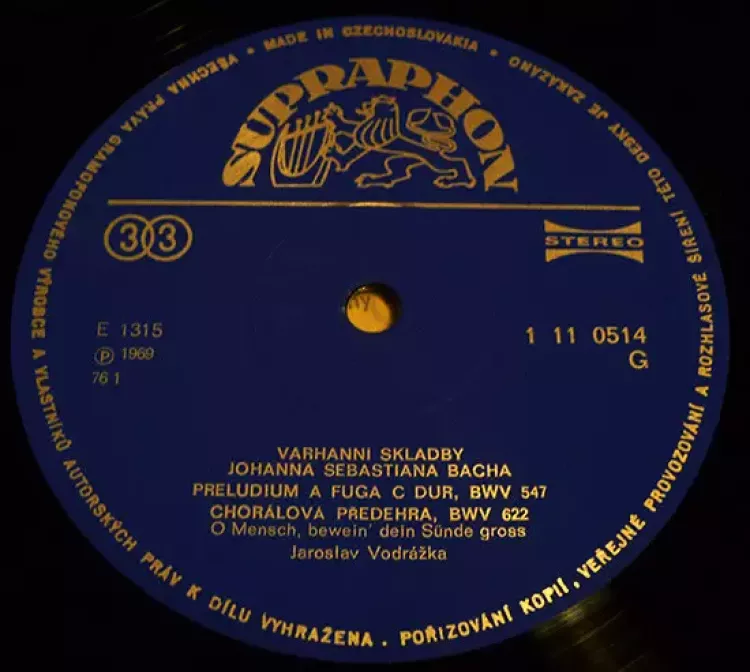 VŠECHNA PRÁVA GRAMOFONOVÉHO VÝROBCE A VLASTNÍKŮ AUTORSKÝCH PRÁV K DÍLU VYHRAŽENA . POŘIZOVÁNÍ KOPIÍ, VEŘEJNÉ PROVOZOVÁNÍ A ROZHLASOVÉ ŠÍŘENÍ TÉTO DESKY JE ZAKÁZÁNO • MADE IN CZECHOSLOVAKIA •
SUPRAPHON
33
STEREO
E 1315
1 11 0514
Ⓟ 1969
G
76 1
VARHANNI SKLADBY
JOHANNA SEBASTIANA BACHA
PRELUDIUM A FUGA C DUR, BWV 547
CHORÁLOVA PREDEHRA, BWV 622
O Mensch, bewein' dein Sünde gross
Jaroslav Vodrážka